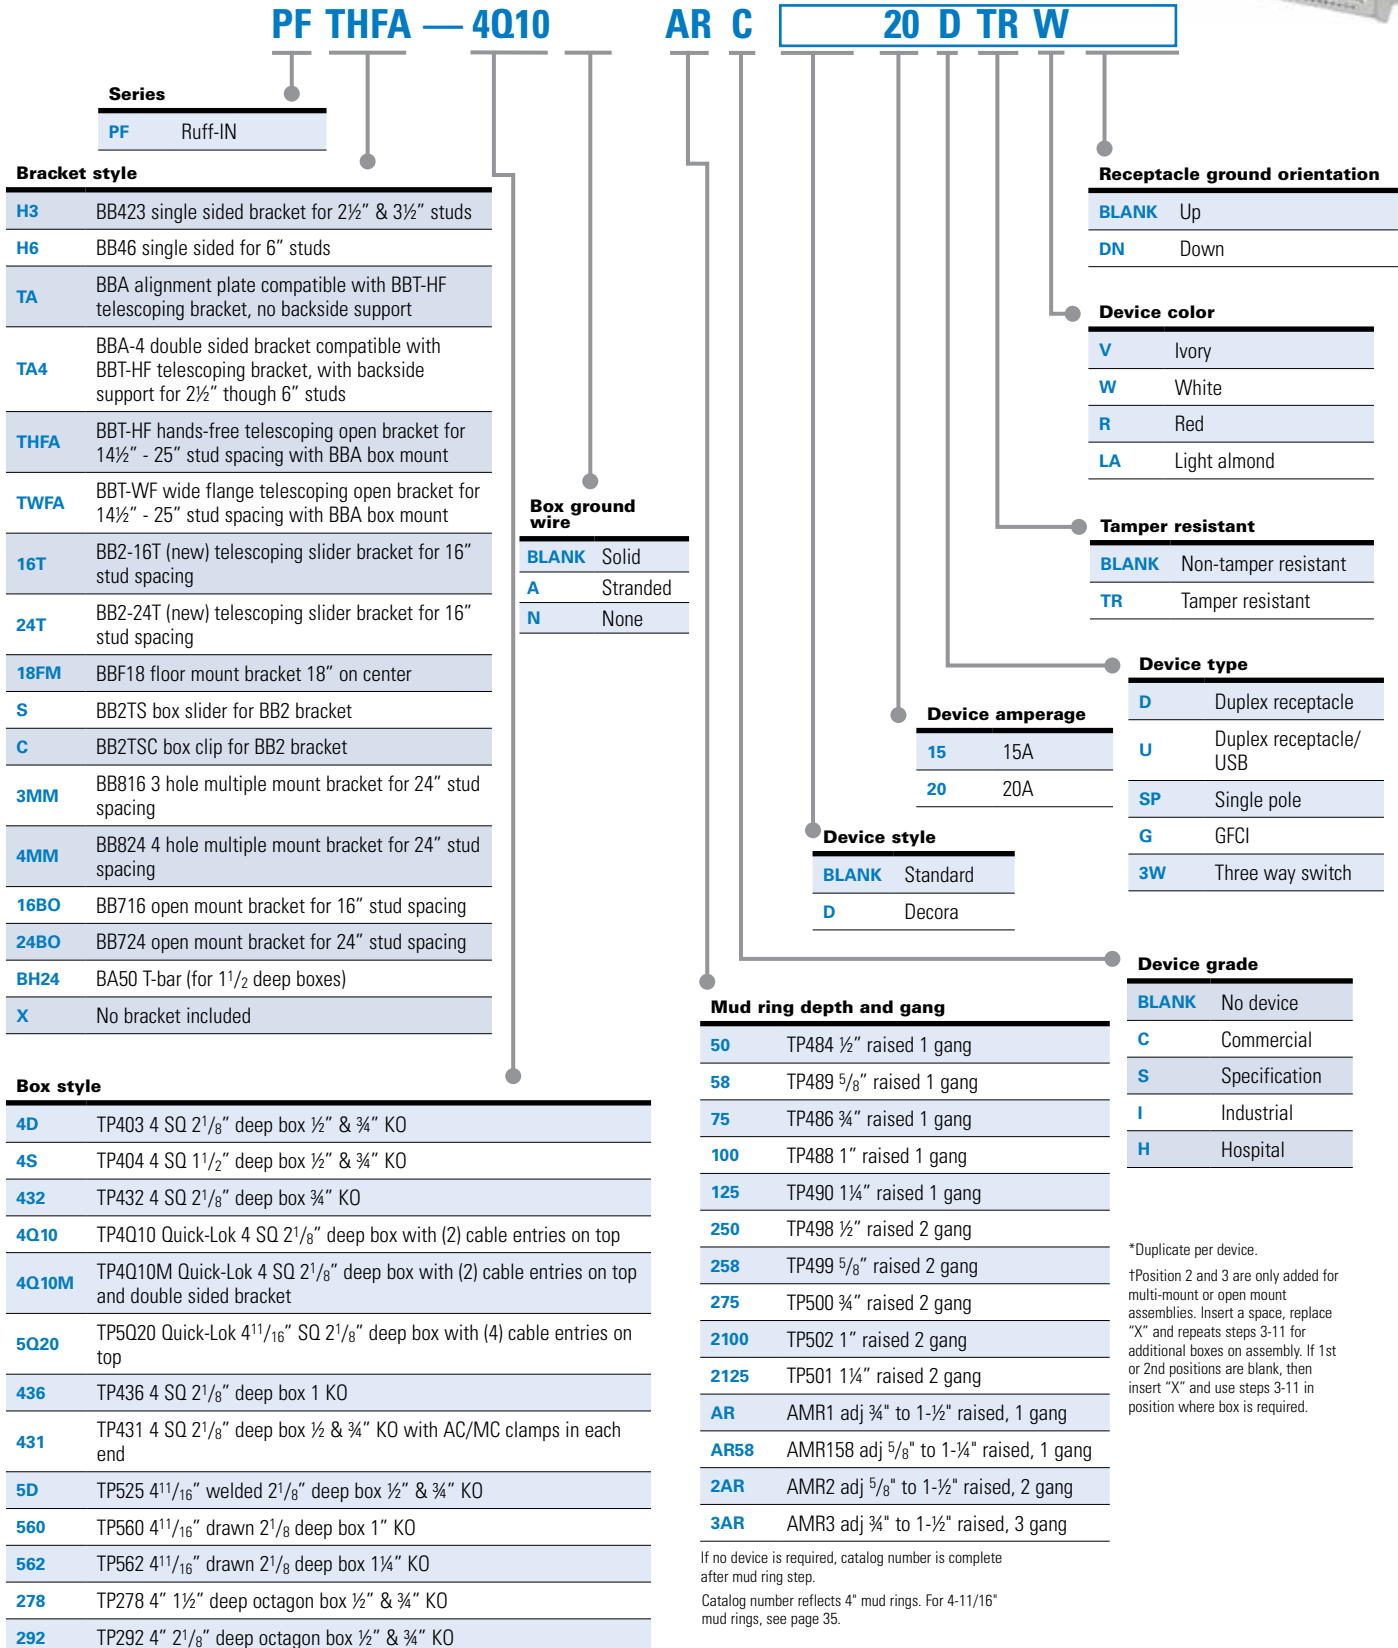 PF THFA — 4Q10 AR C 20 D TR W
Series
PF Ruff-IN
Bracket style
H3 BB423 single sided bracket for 2½” & 3½” studs
H6 BB46 single sided for 6” studs
TA BBA alignment plate compatible with BBT-HF
telescoping bracket, no backside support
TA4 BBA-4 double sided bracket compatible with
BBT-HF telescoping bracket, with backside
support for 2½” though 6” studs
THFA BBT-HF hands-free telescoping open bracket for
14½” - 25” stud spacing with BBA box mount
TWFA BBT-WF wide flange telescoping open bracket for
14½” - 25” stud spacing with BBA box mount
16T BB2-16T (new) telescoping slider bracket for 16”
stud spacing
24T BB2-24T (new) telescoping slider bracket for 16”
stud spacing
18FM BBF18 floor mount bracket 18” on center
S BB2TS box slider for BB2 bracket
C BB2TSC box clip for BB2 bracket
3MM BB816 3 hole multiple mount bracket for 24” stud
spacing
4MM BB824 4 hole multiple mount bracket for 24” stud
spacing
16BO BB716 open mount bracket for 16” stud spacing
24BO BB724 open mount bracket for 24” stud spacing
BH24 BA50 T-bar (for 1 1/2 deep boxes)
X No bracket included
Box style
4D TP403 4 SQ 2 1/8” deep box ½” & ¾” KO
4S TP404 4 SQ 1 1/2” deep box ½” & ¾” KO
432 TP432 4 SQ 2 1/8” deep box ¾” KO
4Q10 TP4Q10 Quick-Lok 4 SQ 2 1/8” deep box with (2) cable entries on top
4Q10M TP4Q10M Quick-Lok 4 SQ 2 1/8” deep box with (2) cable entries on top
and double sided bracket
5Q20 TP5Q20 Quick-Lok 4 11/16” SQ 2 1/8” deep box with (4) cable entries on
top
436 TP436 4 SQ 2 1/8” deep box 1 KO
431 TP431 4 SQ 2 1/8” deep box ½ & ¾” KO with AC/MC clamps in each
end
5D TP525 4 11/16” welded 2 1/8” deep box ½” & ¾” KO
560 TP560 4 11/16” drawn 2 1/8 deep box 1” KO
562 TP562 4 11/16” drawn 2 1/8 deep box 1¼” KO
278 TP278 4” 1½” deep octagon box ½” & ¾” KO
292 TP292 4” 2 1/8” deep octagon box ½” & ¾” KO
Box ground
wire
BLANK Solid
A Stranded
N None
Mud ring depth and gang
50 TP484 ½” raised 1 gang
58 TP489 5/8” raised 1 gang
75 TP486 ¾” raised 1 gang
100 TP488 1” raised 1 gang
125 TP490 1¼” raised 1 gang
250 TP498 ½” raised 2 gang
258 TP499 5/8” raised 2 gang
275 TP500 ¾” raised 2 gang
2100 TP502 1” raised 2 gang
2125 TP501 1¼” raised 2 gang
AR AMR1 adj ¾" to 1-½" raised, 1 gang
AR58 AMR158 adj 5/8" to 1-¼" raised, 1 gang
2AR AMR2 adj 5/8" to 1-½" raised, 2 gang
3AR AMR3 adj ¾" to 1-½" raised, 3 gang
If no device is required, catalog number is complete
after mud ring step.
Catalog number reflects 4" mud rings. For 4-11/16"
mud rings, see page 35.
Device grade
BLANK No device
C Commercial
S Specification
I Industrial
H Hospital
Device style
BLANK Standard
D Decora
Device amperage
15 15A
20 20A
Device type
D Duplex receptacle
U Duplex receptacle/
USB
SP Single pole
G GFCI
3W Three way switch
Tamper resistant
BLANK Non-tamper resistant
TR Tamper resistant
Device color
V Ivory
W White
R Red
LA Light almond
Receptacle ground orientation
BLANK Up
DN Down
*Duplicate per device.
†Position 2 and 3 are only added for
multi-mount or open mount
assemblies. Insert a space, replace
“X” and repeats steps 3-11 for
additional boxes on assembly. If 1st
or 2nd positions are blank, then
insert “X” and use steps 3-11 in
position where box is required.